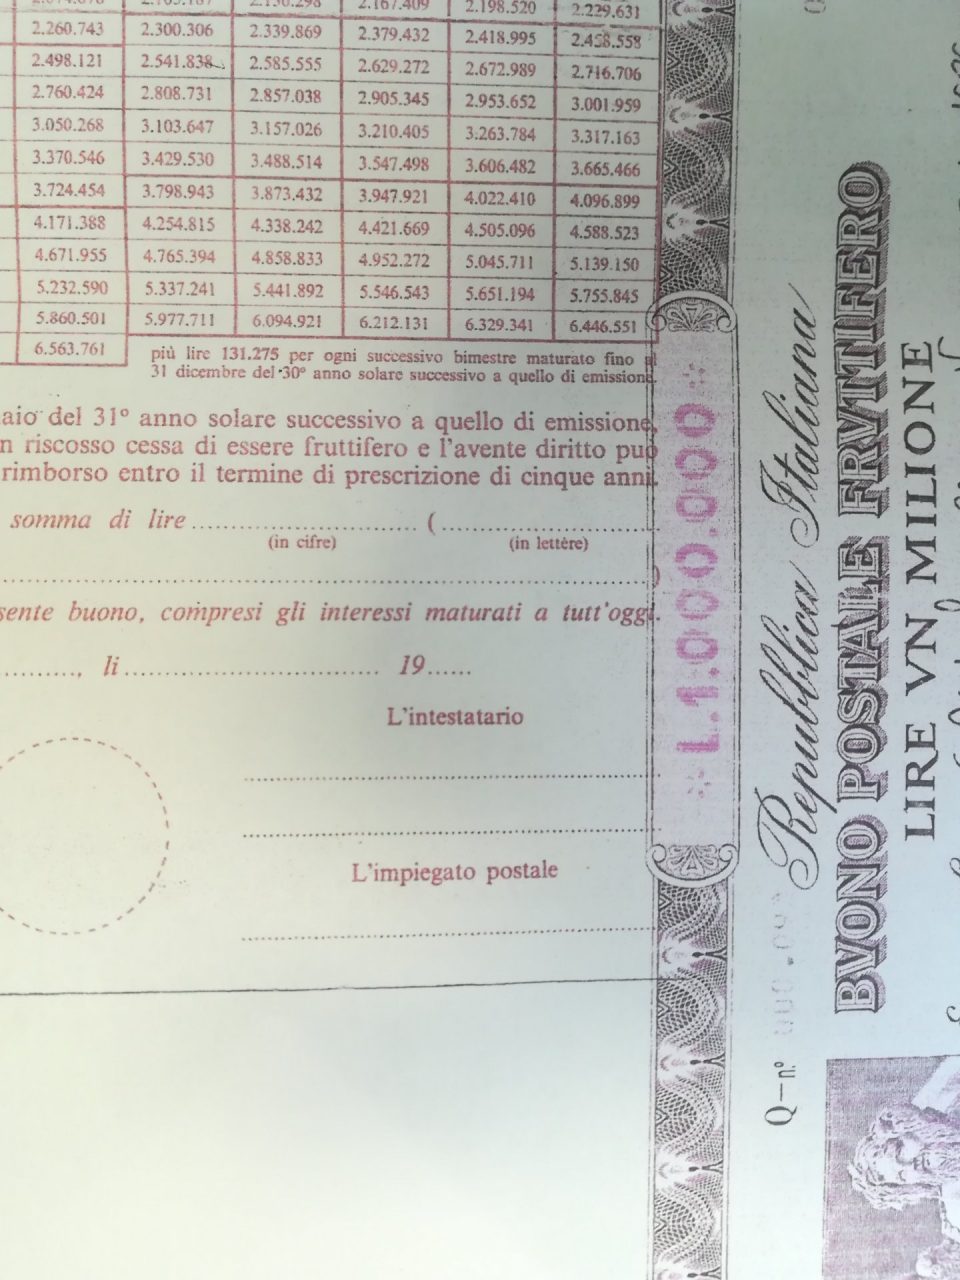 2.167.409 2.198.520 2.229.631
2.260.743 2.300.306 2.339.869 2.379.432 2.418.995 2.458.558
2.498.121 2.541.838 2.585.555 2.629.272 2.672.989 2.716.706
2.760.424 2.808.731 2.857.038 2.905.345 2.953.652 3.001.959
3.050.268 3.103.647 3.157.026 3.210.405 3.263.784 3.317.163
3.370.546 3.429.530 3.488.514 3.547.498 3.606.482 3.665.466
3.724.454 3.798.943 3.873.432 3.947.921 4.022.410 4.096.899
4.171.388 4.254.815 4.338.242 4.421.669 4.505.096 4.588.523
4.671.955 4.765.394 4.858.833 4.952.272 5.045.711 5.139.150
5.232.590 5.337.241 5.441.892 5.546.543 5.651.194 5.755.845
5.860.501 5.977.711 6.094.921 6.212.131 6.329.341 6.446.551
6.563.761
più lire 131.275 per ogni successivo bimestre maturato fino al
31 dicembre del 30° anno solare successivo a quello di emissione.
aio del 31° anno solare successivo a quello di emissione,
n riscosso cessa di essere fruttifero e l'avente diritto può
rimborso entro il termine di prescrizione di cinque anni.
somma di lire .............................. (..............................
(in cifre) (in lettere)
..............................)
sente buono, compresi gli interessi maturati a tutt'oggi.
.........., li .............................. 19......
L'intestatario
L'impiegato postale
L.1.000.000
Repubblica Italiana
BVONO POSTALE FRVTTIFERO
LIRE VN MILIONE
Q—n.º